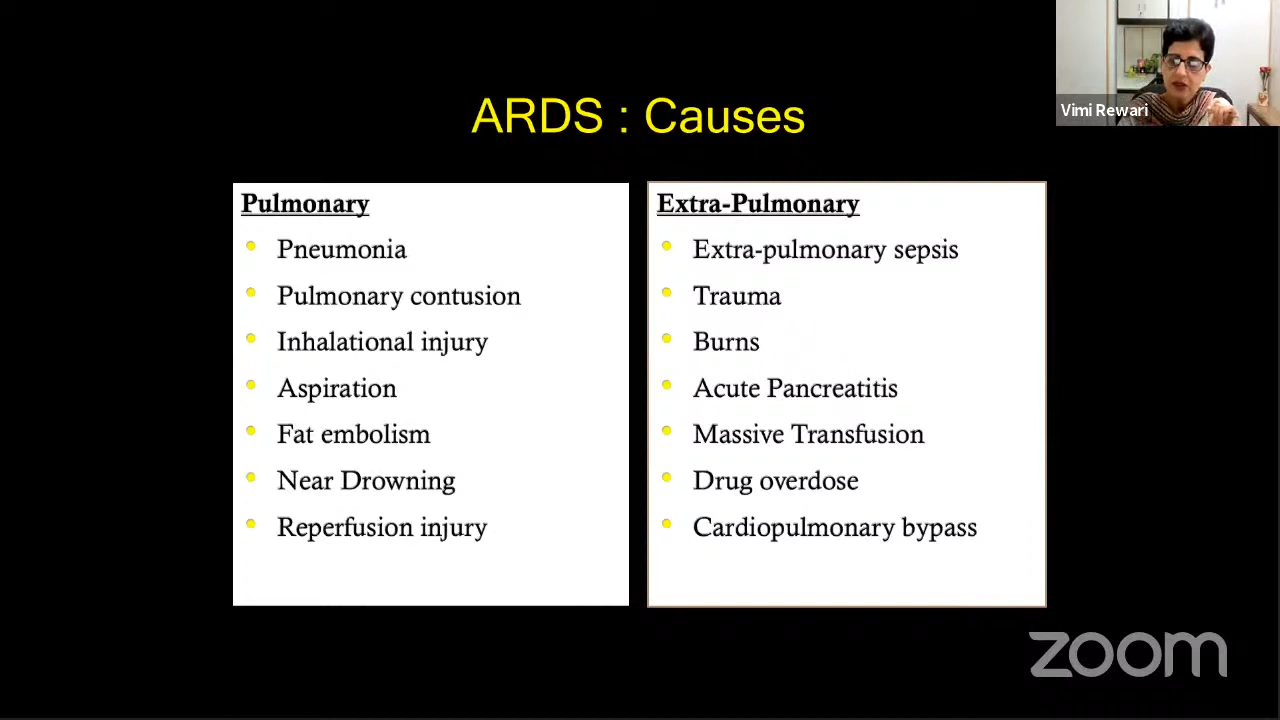 Vimi Rewari
ARDS : Causes
Pulmonary
Pneumonia
Pulmonary contusion
Inhalational injury
Aspiration
Fat embolism
Near Drowning
Reperfusion injury
Extra-Pulmonary
Extra-pulmonary sepsis
Trauma
Burns
Acute Pancreatitis
Massive Transfusion
Drug overdose
Cardiopulmonary bypass
zoom